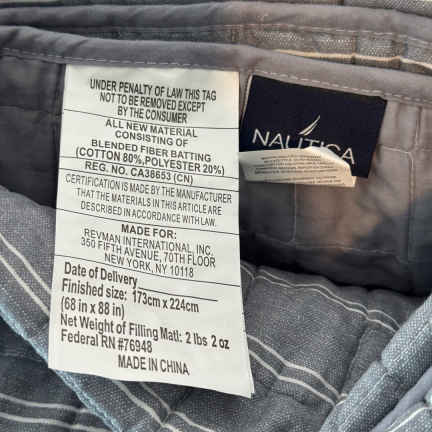 UNDER PENALTY OF LAW THIS TAG
NOT TO BE REMOVED EXCEPT
BY THE CONSUMER
ALL NEW MATERIAL
CONSISTING OF
BLENDED FIBER BATTING
(COTTON 80%,POLYESTER 20%)
REG. NO. CA38653 (CN)
CERTIFICATION IS MADE BY THE MANUFACTURER
THAT THE MATERIALS IN THIS ARTICLE ARE
DESCRIBED IN ACCORDANCE WITH LAW.
MADE FOR:
REVMAN INTERNATIONAL, INC.
350 FIFTH AVENUE, 70TH FLOOR
NEW YORK, NY 10118
Date of Delivery
Finished size: 173cm x 224cm
(68 in x 88 in)
Net Weight of Filling Matl: 2 lbs 2 oz
Federal RN #76948
MADE IN CHINA
NAUTICA